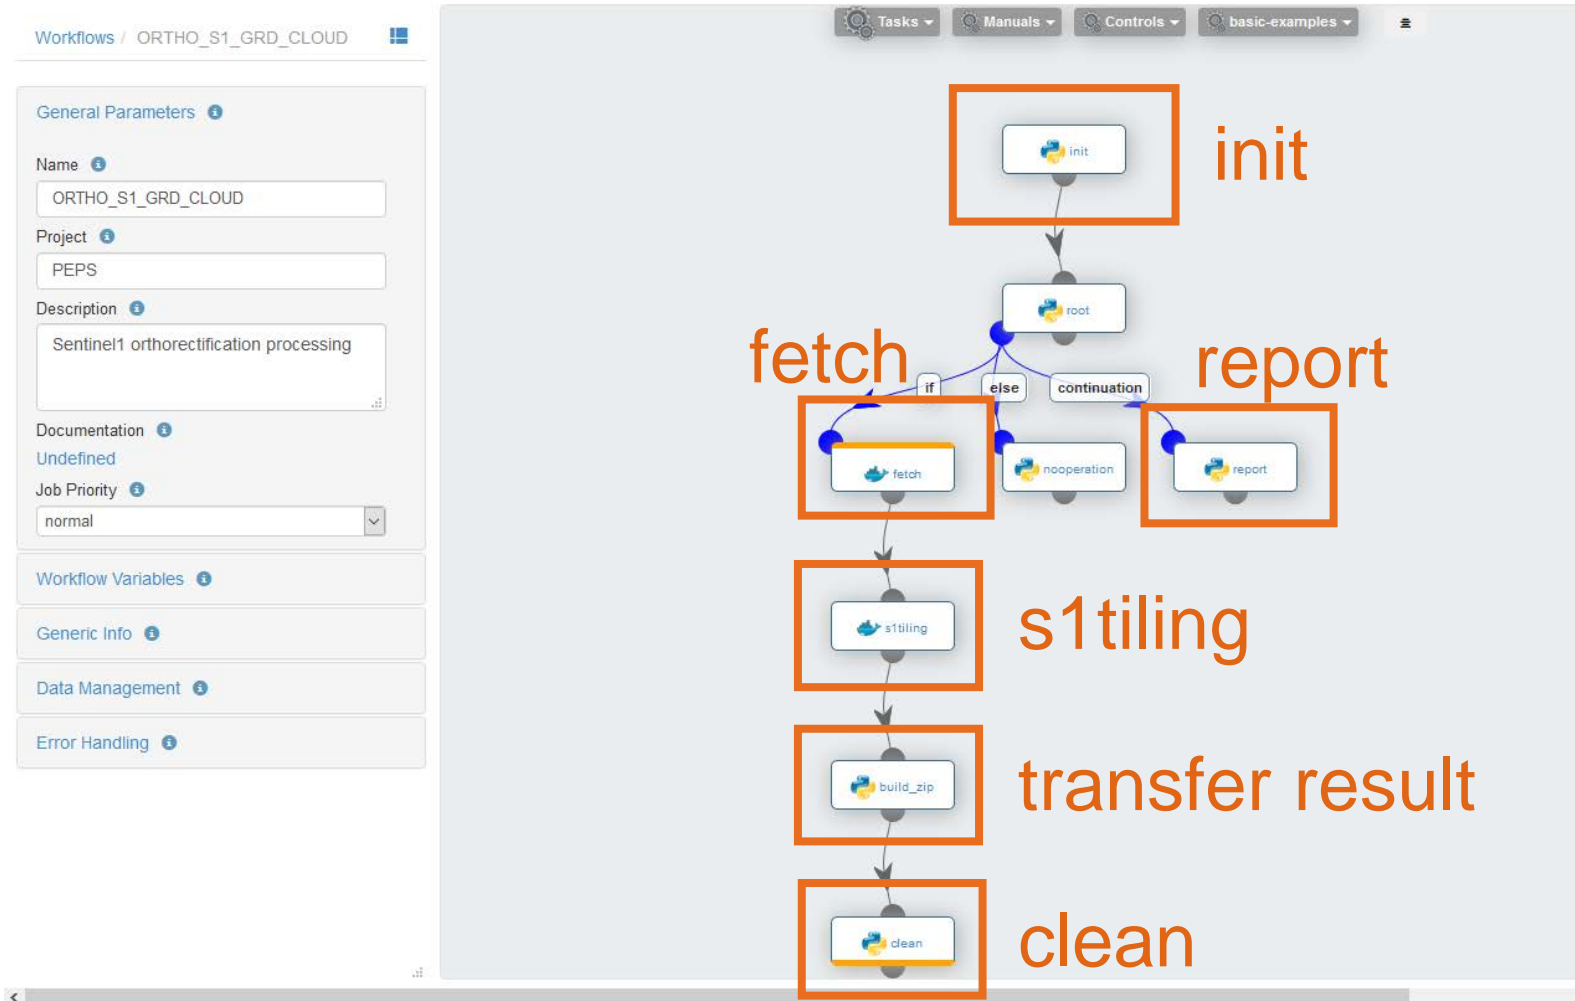 Workflows / ORTHO_S1_GRD_CLOUD
General Parameters
Name
ORTHO_S1_GRD_CLOUD
Project
PEPS
Description
Sentinel1 orthorectification processing
Documentation
Undefined
Job Priority
normal
Workflow Variables
Generic Info
Data Management
Error Handling
Tasks Manuals Controls basic-examples
init
init
root
fetch
report
if else continuation
fetch
nooperation
report
s1tiling
s1tiling
build_zip
transfer result
clean
clean